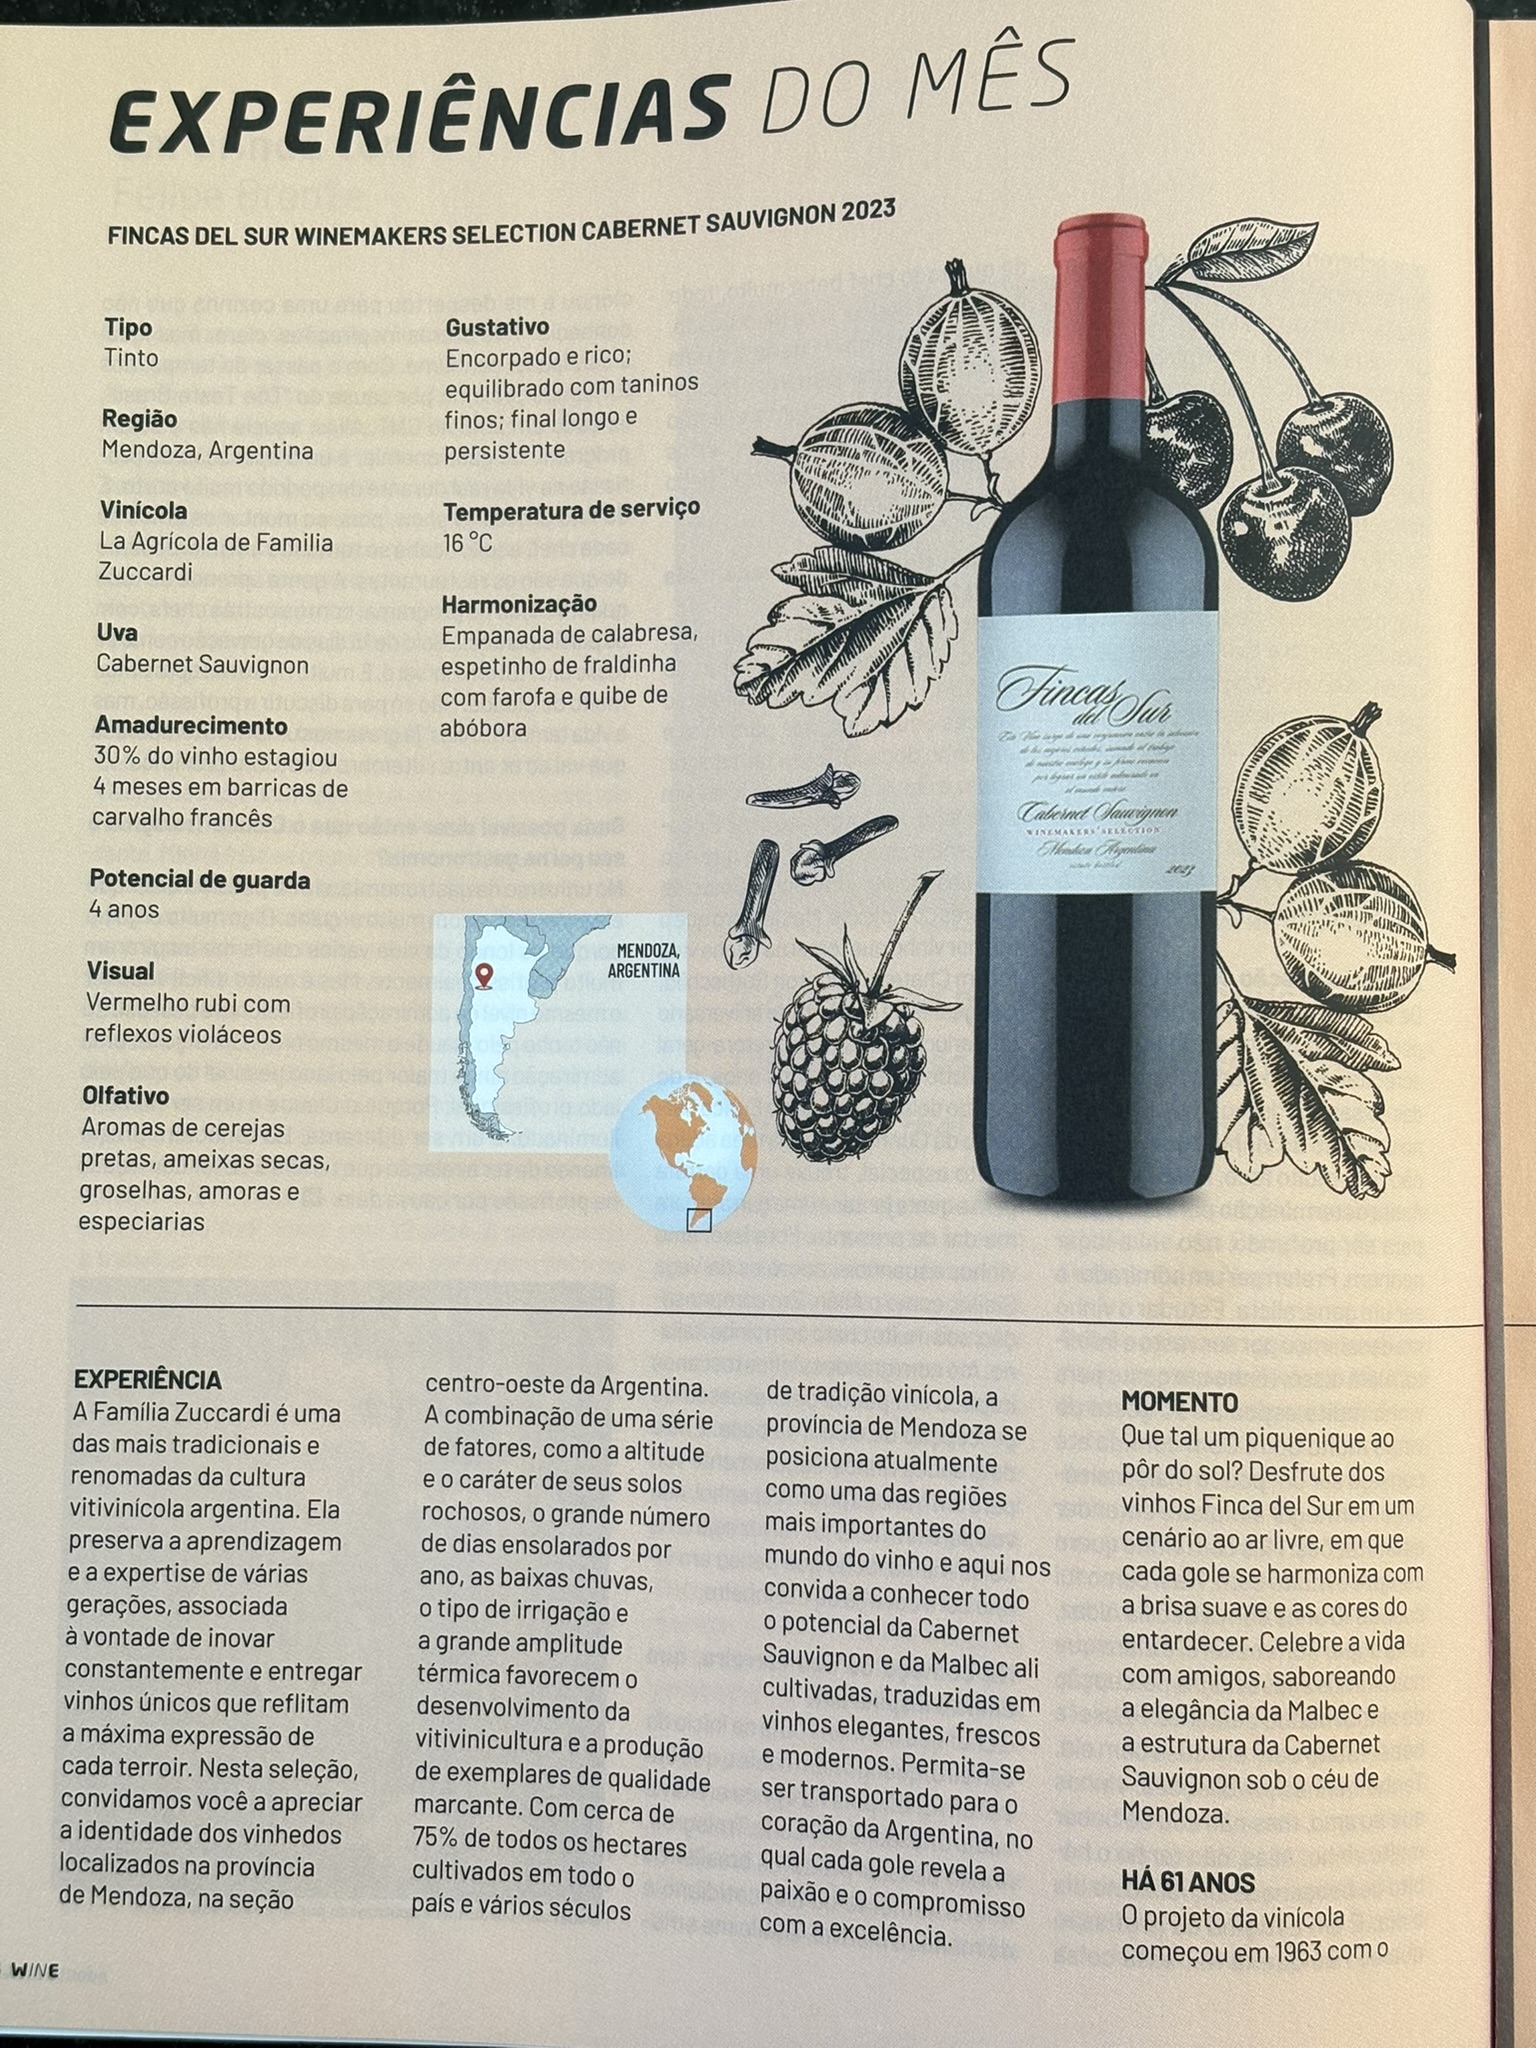 EXPERIÊNCIAS DO MÊS
FINCAS DEL SUR WINEMAKERS SELECTION CABERNET SAUVIGNON 2023
Tipo
Tinto
Região
Mendoza, Argentina
Vinícola
La Agrícola de Familia
Zuccardi
Uva
Cabernet Sauvignon
Amadurecimento
30% do vinho estagiou
4 meses em barricas de
carvalho francês
Potencial de guarda
4 anos
Visual
Vermelho rubi com
reflexos violáceos
Olfativo
Aromas de cerejas
pretas, ameixas secas,
groselhas, amoras e
especiarias
Gustativo
Encorpado e rico;
equilibrado com taninos
finos; final longo e
persistente
Temperatura de serviço
16 °C
Harmonização
Empanada de calabresa,
espetinho de fraldinha
com farofa e quibe de
abóbora
MENDOZA,
ARGENTINA
Fincas
del Sur
Cabernet Sauvignon
WINEMAKERS' SELECTION
Mendoza Argentina
2023
EXPERIÊNCIA
A Família Zuccardi é uma
das mais tradicionais e
renomadas da cultura
vitivinícola argentina. Ela
preserva a aprendizagem
e a expertise de várias
gerações, associada
à vontade de inovar
constantemente e entregar
vinhos únicos que reflitam
a máxima expressão de
cada terroir. Nesta seleção,
convidamos você a apreciar
a identidade dos vinhedos
localizados na província
de Mendoza, na seção
centro-oeste da Argentina.
A combinação de uma série
de fatores, como a altitude
e o caráter de seus solos
rochosos, o grande número
de dias ensolarados por
ano, as baixas chuvas,
o tipo de irrigação e
a grande amplitude
térmica favorecem o
desenvolvimento da
vitivinicultura e a produção
de exemplares de qualidade
marcante. Com cerca de
75% de todos os hectares
cultivados em todo o
país e vários séculos
de tradição vinícola, a
província de Mendoza se
posiciona atualmente
como uma das regiões
mais importantes do
mundo do vinho e aqui nos
convida a conhecer todo
o potencial da Cabernet
Sauvignon e da Malbec ali
cultivadas, traduzidas em
vinhos elegantes, frescos
e modernos. Permita-se
ser transportado para o
coração da Argentina, no
qual cada gole revela a
paixão e o compromisso
com a excelência.
MOMENTO
Que tal um piquenique ao
pôr do sol? Desfrute dos
vinhos Finca del Sur em um
cenário ao ar livre, em que
cada gole se harmoniza com
a brisa suave e as cores do
entardecer. Celebre a vida
com amigos, saboreando
a elegância da Malbec e
a estrutura da Cabernet
Sauvignon sob o céu de
Mendoza.
HÁ 61 ANOS
O projeto da vinícola
começou em 1963 com o
WINE